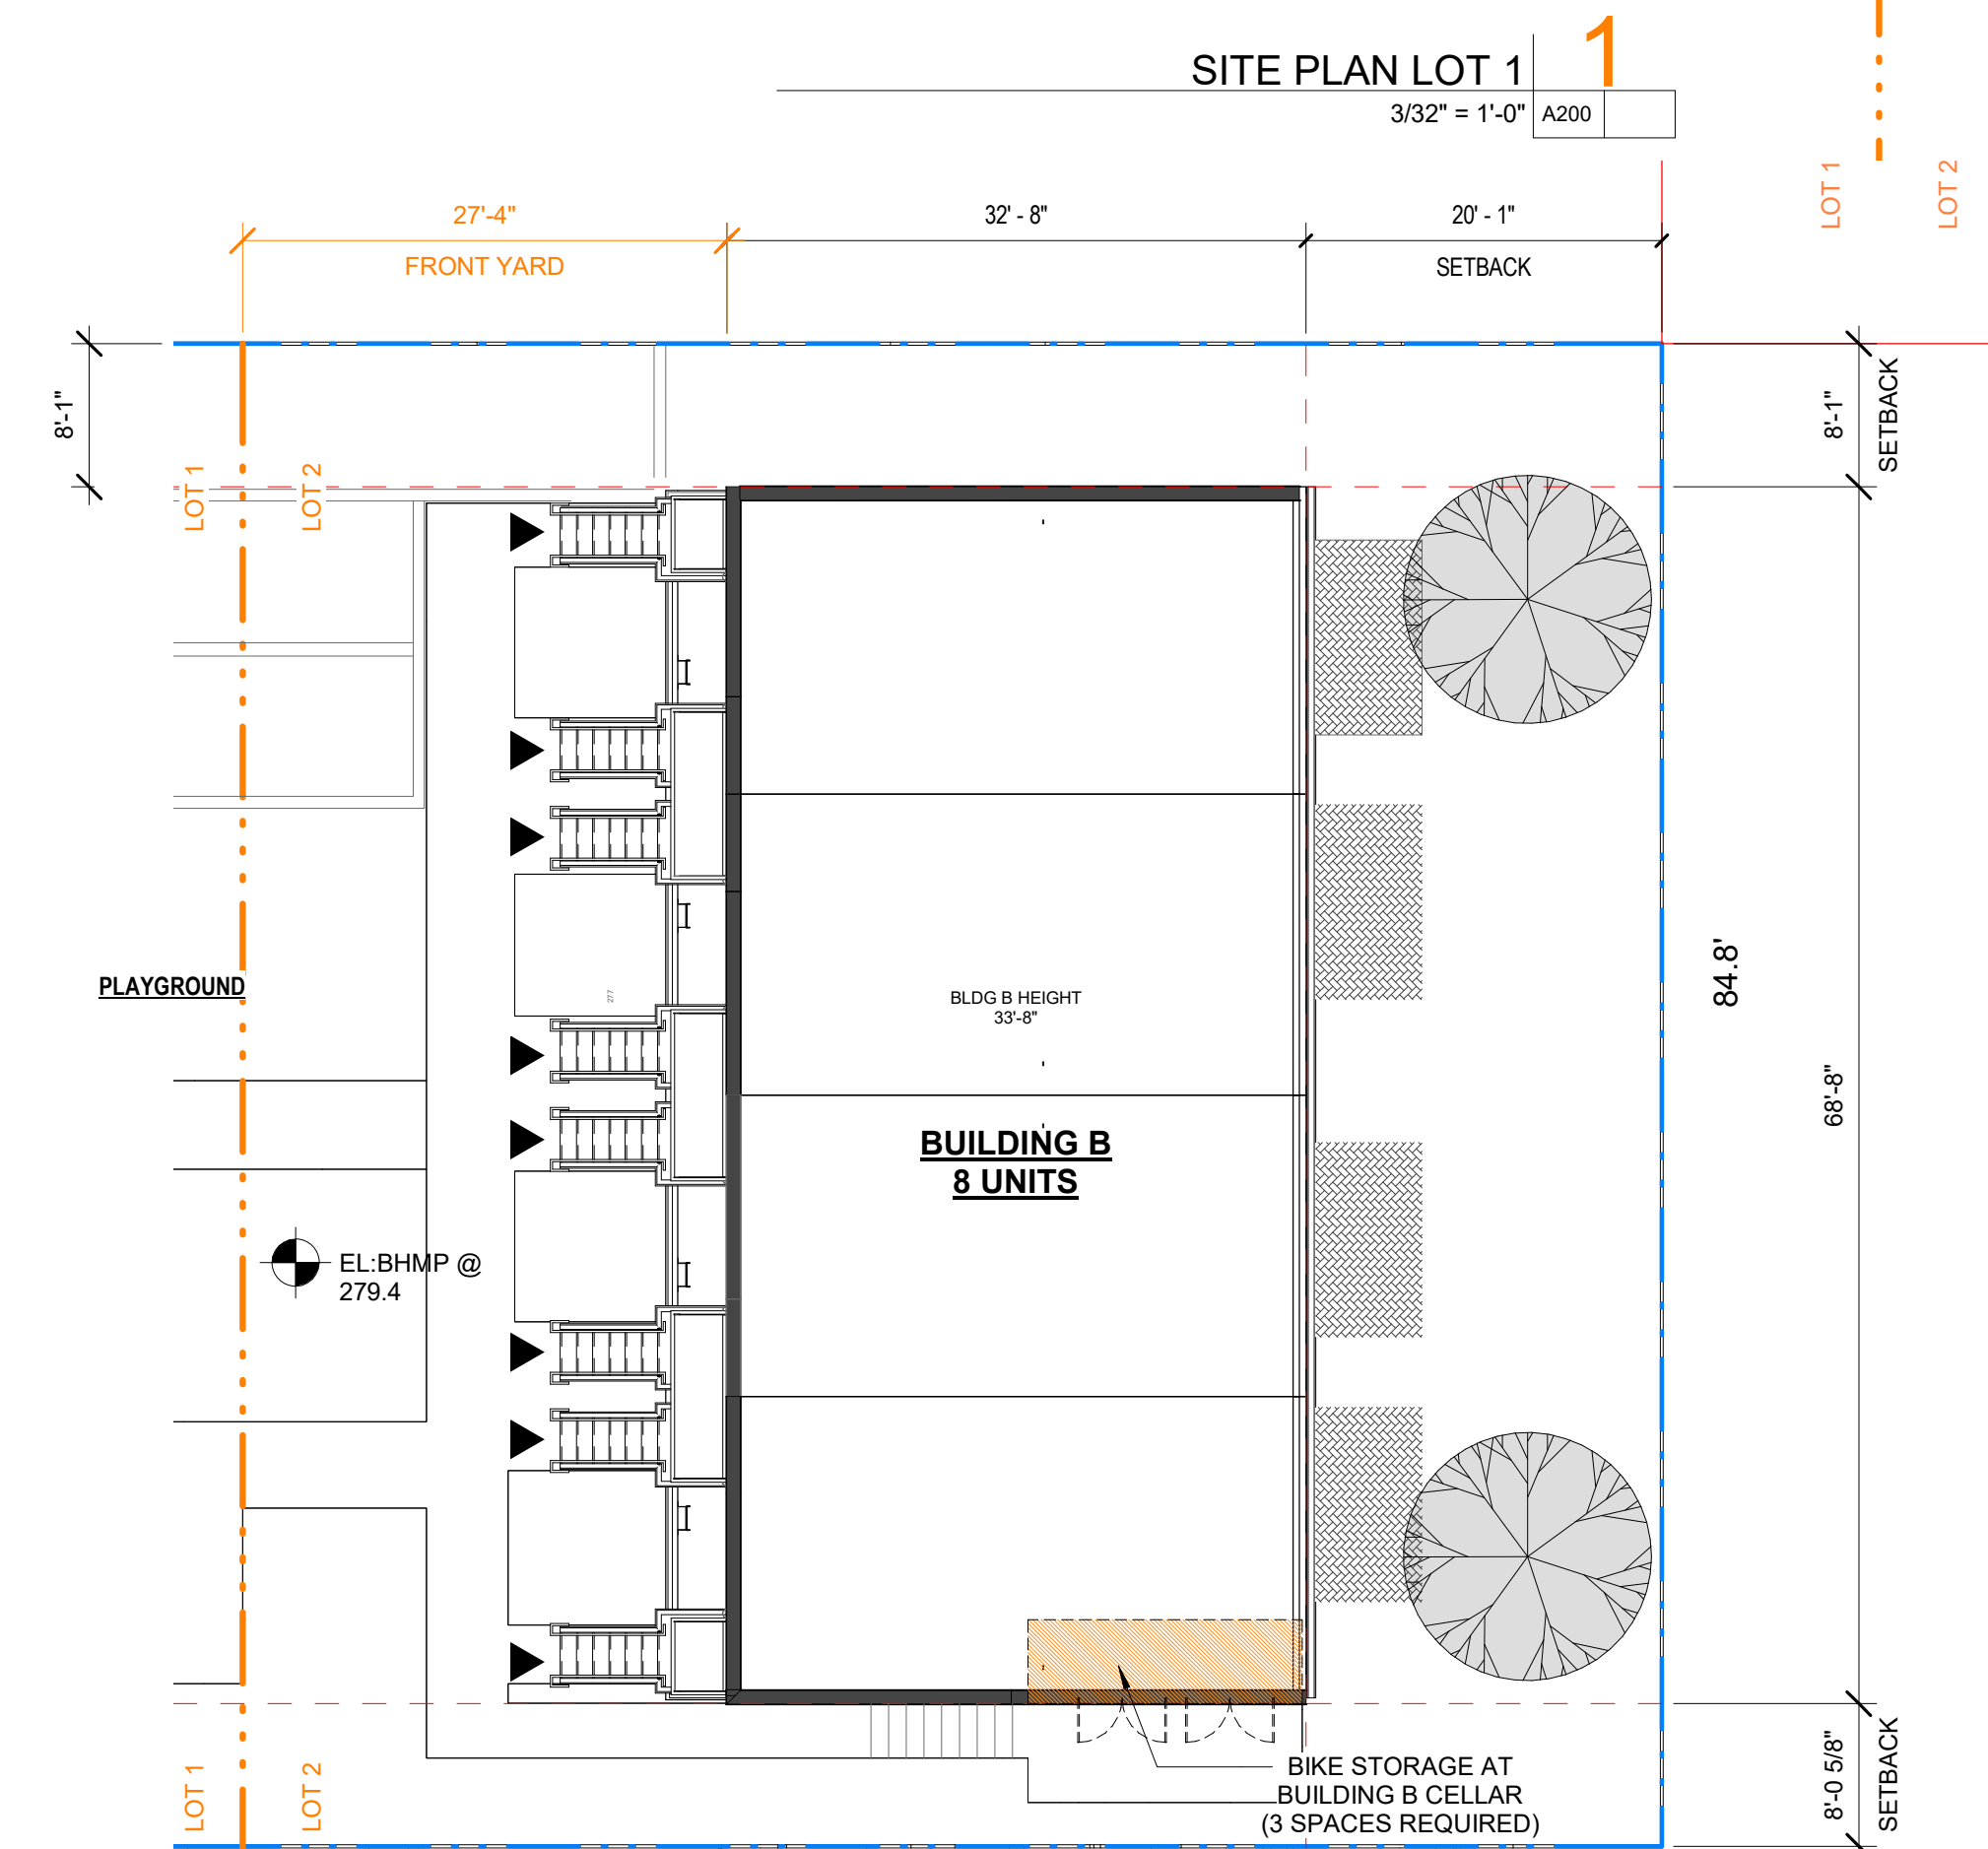 1
SITE PLAN LOT 1
3/32" = 1'-0"
A200
LOT 1
LOT 2
27'-4"
32' - 8"
20' - 1"
FRONT YARD
SETBACK
8'-1"
8'-1"
SETBACK
LOT 1
LOT 2
PLAYGROUND
277
BLDG B HEIGHT
33'-8"
84.8'
68'-8"
BUILDING B
8 UNITS
EL:BHMP @
279.4
BIKE STORAGE AT
BUILDING B CELLAR
(3 SPACES REQUIRED)
LOT 1
LOT 2
8'-0 5/8"
SETBACK